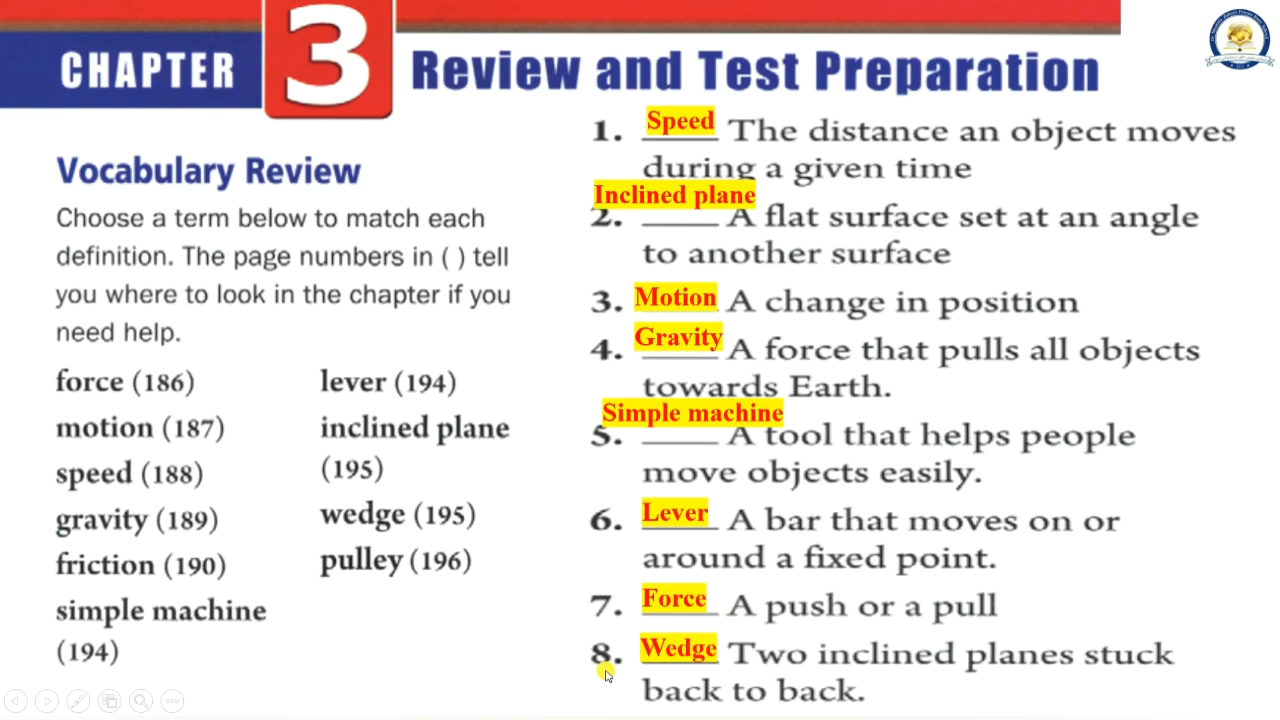 CHAPTER 3 Review and Test Preparation
Vocabulary Review
Choose a term below to match each
definition. The page numbers in ( ) tell
you where to look in the chapter if you
need help.
force (186)
motion (187)
speed (188)
gravity (189)
friction (190)
simple machine
(194)
lever (194)
inclined plane
(195)
wedge (195)
pulley (196)
1. Speed The distance an object moves
during a given time
Inclined plane
2. ____ A flat surface set at an angle
to another surface
3. Motion A change in position
4. Gravity A force that pulls all objects
towards Earth.
Simple machine
5. ____ A tool that helps people
move objects easily.
6. Lever A bar that moves on or
around a fixed point.
7. Force A push or a pull
8. Wedge Two inclined planes stuck
back to back.